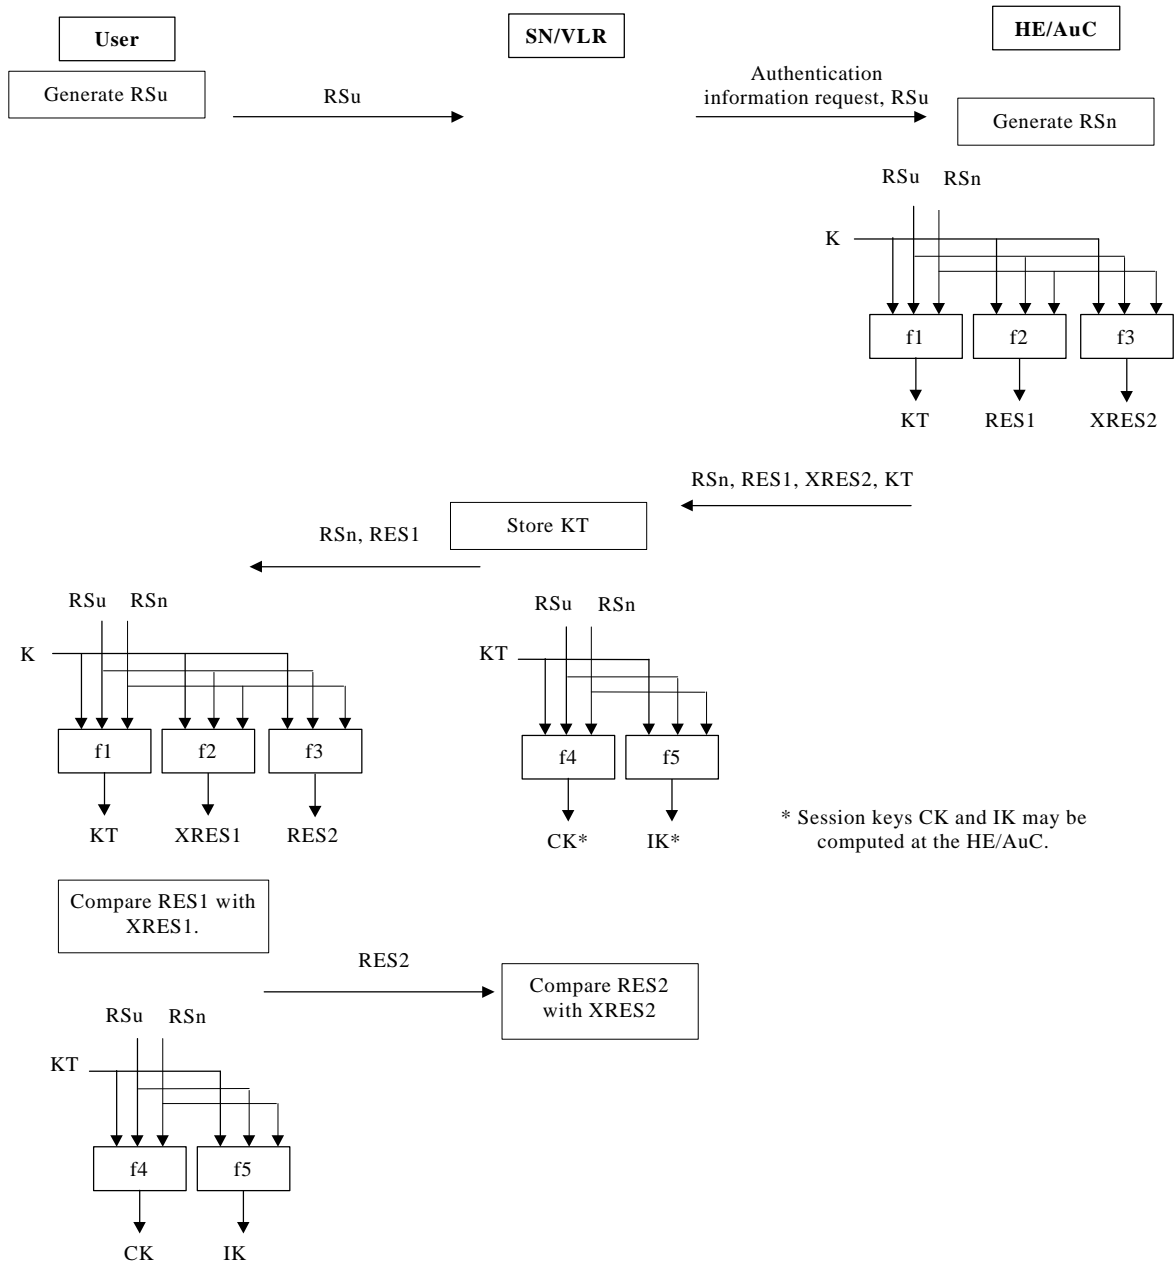 User
SN/VLR
HE/AuC
Generate RSu
RSu
Authentication
information request, RSu
Generate RSn
RSu RSn
K
f1 f2 f3
KT RES1 XRES2
RSn, RES1, XRES2, KT
Store KT
RSn, RES1
RSu RSn
K
f1 f2 f3
KT XRES1 RES2
RSu RSn
KT
f4 f5
CK* IK*
* Session keys CK and IK may be
computed at the HE/AuC.
Compare RES1 with
XRES1.
RES2
Compare RES2
with XRES2
RSu RSn
KT
f4 f5
CK IK